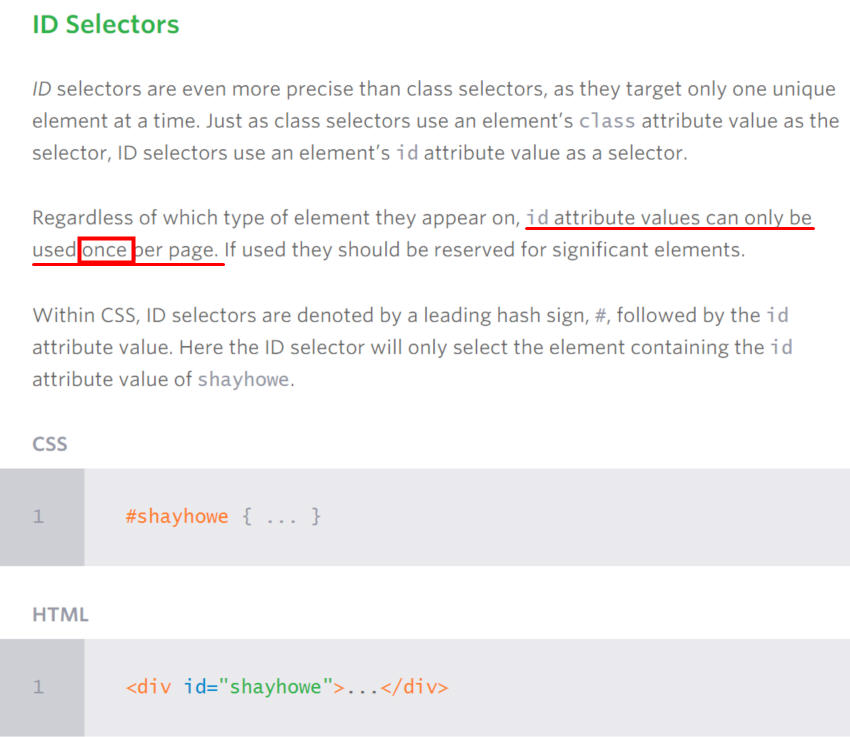 ID Selectors
ID selectors are even more precise than class selectors, as they target only one unique
element at a time. Just as class selectors use an element’s class attribute value as the
selector, ID selectors use an element’s id attribute value as a selector.
Regardless of which type of element they appear on, id attribute values can only be
used once per page. If used they should be reserved for significant elements.
Within CSS, ID selectors are denoted by a leading hash sign, #, followed by the id
attribute value. Here the ID selector will only select the element containing the id
attribute value of shayhowe.
CSS
1 #shayhowe { ... }
HTML
1 <div id="shayhowe">...</div>